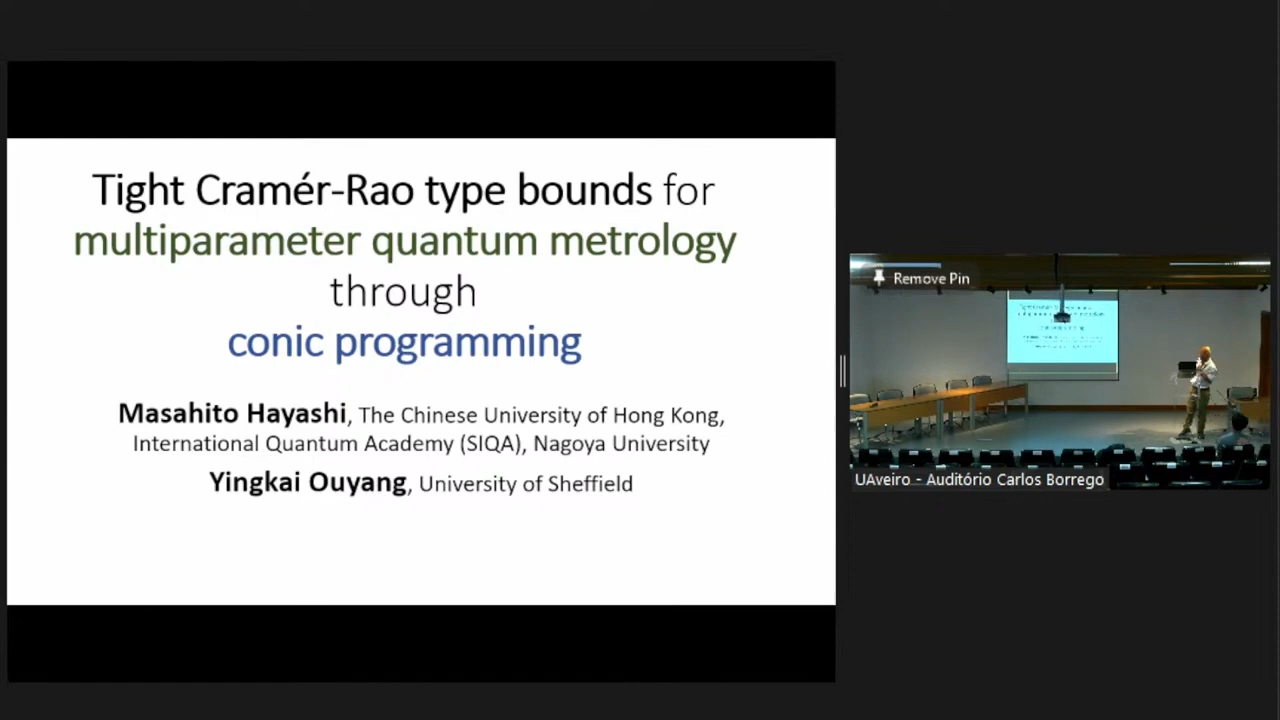 Tight Cramér-Rao type bounds for
multiparameter quantum metrology
through
conic programming
Masahito Hayashi, The Chinese University of Hong Kong,
International Quantum Academy (SIQA), Nagoya University
Yingkai Ouyang, University of Sheffield
Remove Pin
UAveiro - Auditório Carlos Borrego